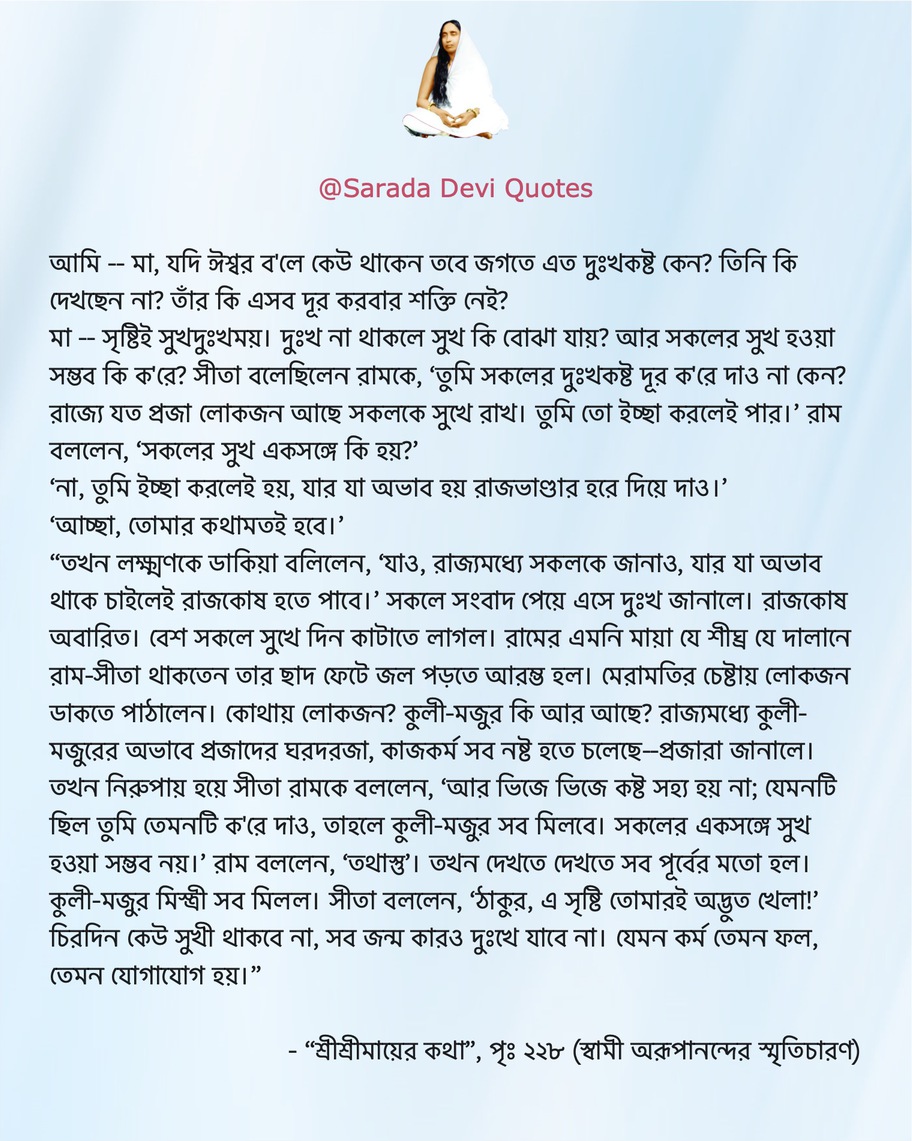 @Sarada Devi Quotes
আমি -- মা, যদি ঈশ্বর ব'লে কেউ থাকেন তবে জগতে এত দুঃখকষ্ট কেন? তিনি কি
দেখছেন না? তাঁর কি এসব দূর করবার শক্তি নেই?
মা -- সৃষ্টিই সুখদুঃখময়। দুঃখ না থাকলে সুখ কি বোঝা যায়? আর সকলের সুখ হওয়া
সম্ভব কি ক'রে? সীতা বলেছিলেন রামকে, ‘তুমি সকলের দুঃখকষ্ট দূর ক'রে দাও না কেন?
রাজ্যে যত প্রজা লোকজন আছে সকলকে সুখে রাখ। তুমি তো ইচ্ছা করলেই পার।’ রাম
বললেন, ‘সকলের সুখ একসঙ্গে কি হয়?’
‘না, তুমি ইচ্ছা করলেই হয়, যার যা অভাব হয় রাজভাণ্ডার হরে দিয়ে দাও।’
‘আচ্ছা, তোমার কথামতই হবে।’
“তখন লক্ষ্মণকে ডাকিয়া বলিলেন, ‘যাও, রাজ্যমধ্যে সকলকে জানাও, যার যা অভাব
থাকে চাইলেই রাজকোষ হতে পাবে।’ সকলে সংবাদ পেয়ে এসে দুঃখ জানালে। রাজকোষ
অবারিত। বেশ সকলে সুখে দিন কাটাতে লাগল। রামের এমনি মায়া যে শীঘ্র যে দালানে
রাম-সীতা থাকতেন তার ছাদ ফেটে জল পড়তে আরম্ভ হল। মেরামতির চেষ্টায় লোকজন
ডাকতে পাঠালেন। কোথায় লোকজন? কুলী-মজুর কি আর আছে? রাজ্যমধ্যে কুলী-
মজুরের অভাবে প্রজাদের ঘরদরজা, কাজকর্ম সব নষ্ট হতে চলেছে--প্রজারা জানালে।
তখন নিরুপায় হয়ে সীতা রামকে বললেন, ‘আর ভিজে ভিজে কষ্ট সহ্য হয় না; যেমনটি
ছিল তুমি তেমনটি ক'রে দাও, তাহলে কুলী-মজুর সব মিলবে। সকলের একসঙ্গে সুখ
হওয়া সম্ভব নয়।’ রাম বললেন, ‘তথাস্তু’। তখন দেখতে দেখতে সব পূর্বের মতো হল।
কুলী-মজুর মিস্ত্রী সব মিলল। সীতা বললেন, ‘ঠাকুর, এ সৃষ্টি তোমারই অদ্ভুত খেলা!’
চিরদিন কেউ সুখী থাকবে না, সব জন্ম কারও দুঃখে যাবে না। যেমন কর্ম তেমন ফল,
তেমন যোগাযোগ হয়।”
- “শ্রীশ্রীমায়ের কথা”, পৃঃ ২২৮ (স্বামী অরূপানন্দের স্মৃতিচারণ)